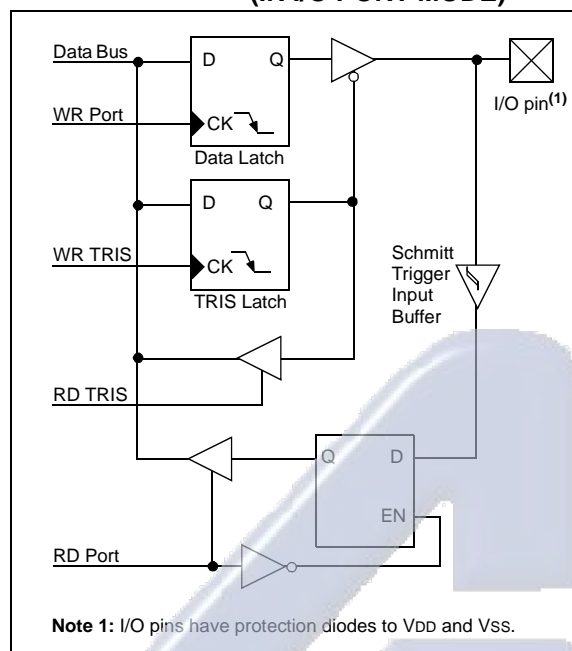 Data Bus
D Q
I/O pin(1)
WR Port
CK
Data Latch
D Q
WR TRIS
CK
TRIS Latch
Schmitt
Trigger
Input
Buffer
RD TRIS
Q D
EN
RD Port
Note 1: I/O pins have protection diodes to VDD and VSS.